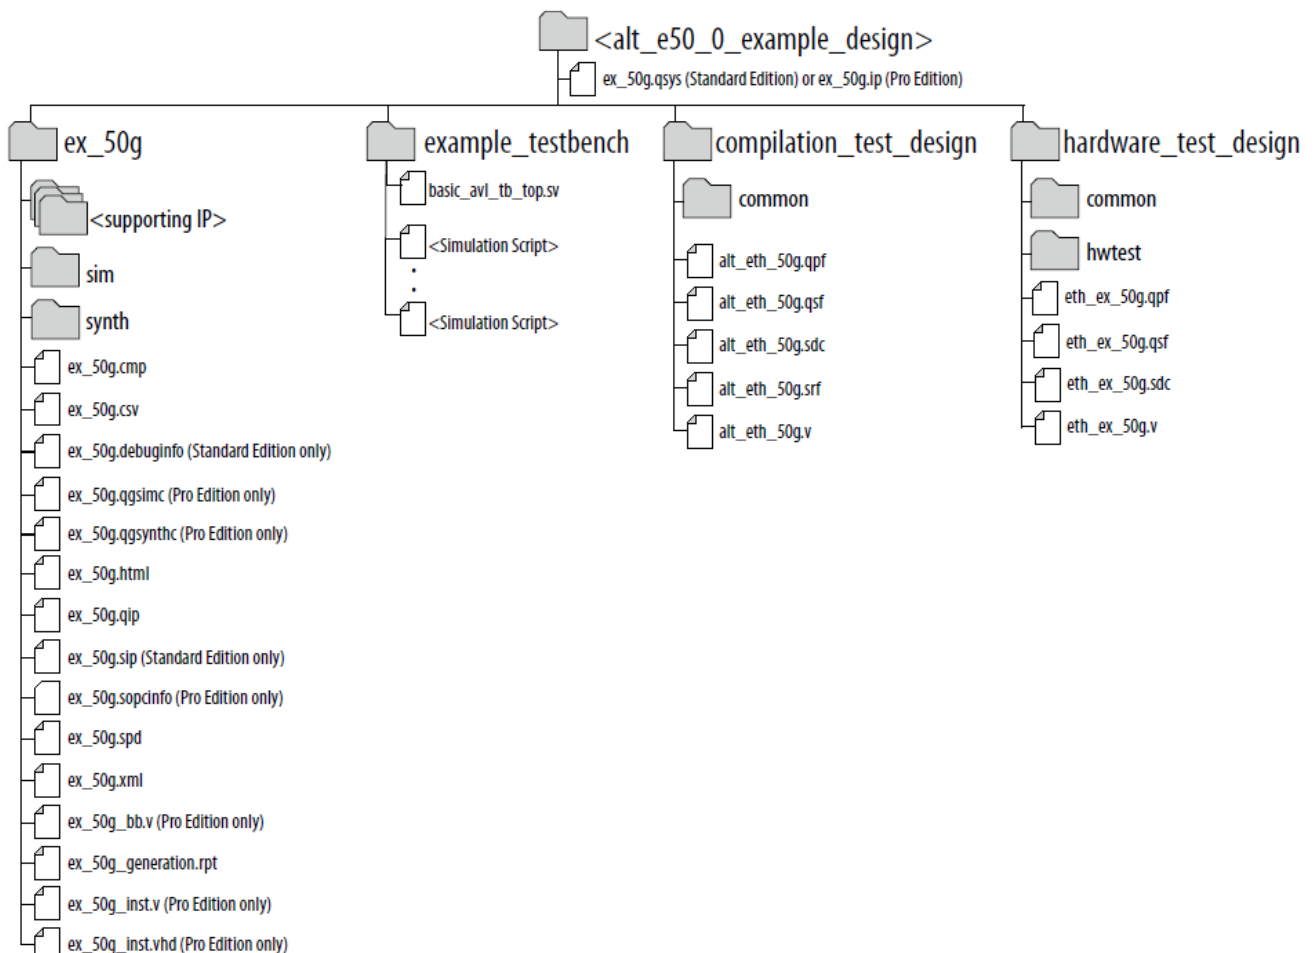 <alt_e50_0_example_design>
ex_50g.qsys (Standard Edition) or ex_50g.ip (Pro Edition)
ex_50g
<supporting IP>
sim
synth
ex_50g.cmp
ex_50g.csv
ex_50g.debuginfo (Standard Edition only)
ex_50g.qgsimc (Pro Edition only)
ex_50g.qgsynthc (Pro Edition only)
ex_50g.html
ex_50g.qip
ex_50g.sip (Standard Edition only)
ex_50g.sopcinfo (Pro Edition only)
ex_50g.spd
ex_50g.xml
ex_50g_bb.v (Pro Edition only)
ex_50g_generation.rpt
ex_50g_inst.v (Pro Edition only)
ex_50g_inst.vhd (Pro Edition only)
example_testbench
basic_avl_tb_top.sv
<Simulation Script>
<Simulation Script>
compilation_test_design
common
alt_eth_50g.qpf
alt_eth_50g.qsf
alt_eth_50g.sdc
alt_eth_50g.srf
alt_eth_50g.v
hardware_test_design
common
hwtest
eth_ex_50g.qpf
eth_ex_50g.qsf
eth_ex_50g.sdc
eth_ex_50g.v